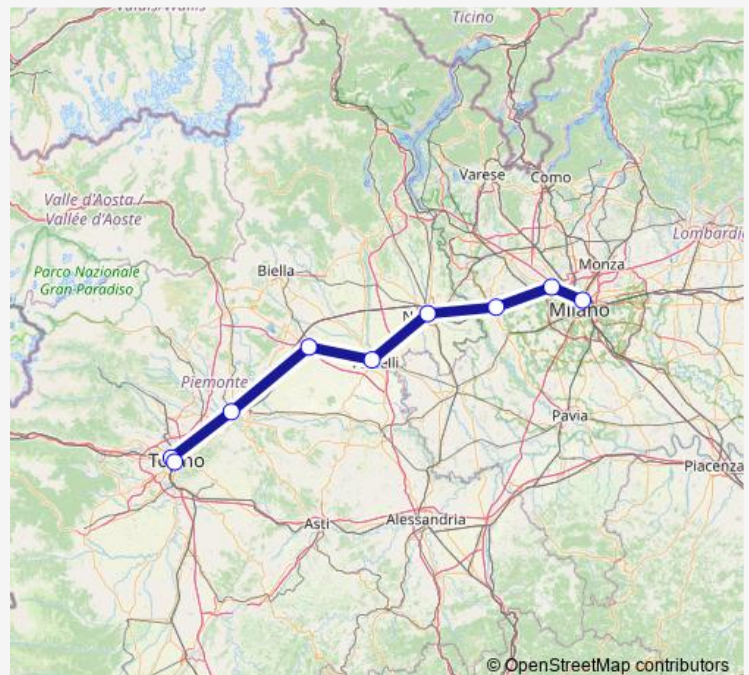 Ticino
Varese
Como
Valle d'Aosta /
Vallée d'Aoste
Lombardi
Parco Nazionale
Gran Paradiso
Biella
Monza
Milano
Piemonte
Pavia
Piacenza
Asti
Alessandria
© OpenStreetMap contributors